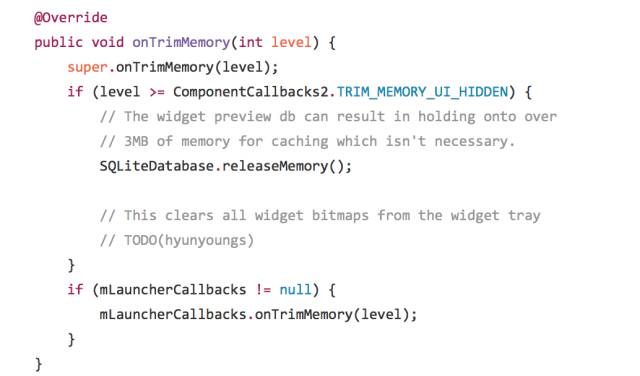 @Override
public void onTrimMemory(int level) {
    super.onTrimMemory(level);
    if (level >= ComponentCallbacks2.TRIM_MEMORY_UI_HIDDEN) {
        // The widget preview db can result in holding onto over
        // 3MB of memory for caching which isn't necessary.
        SQLiteDatabase.releaseMemory();

        // This clears all widget bitmaps from the widget tray
        // TODO(hyunyoungs)
    }
    if (mLauncherCallbacks != null) {
        mLauncherCallbacks.onTrimMemory(level);
    }
}